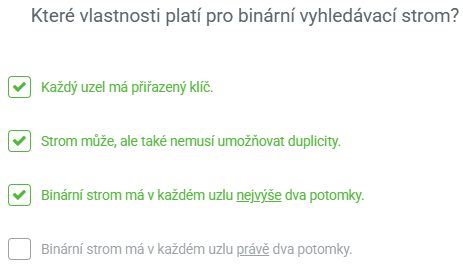 Které vlastnosti platí pro binární vyhledávací strom?
Každý uzel má přiřazený klíč.
Strom může, ale také nemusí umožňovat duplicity.
Binární strom má v každém uzlu nejvýše dva potomky.
Binární strom má v každém uzlu právě dva potomky.